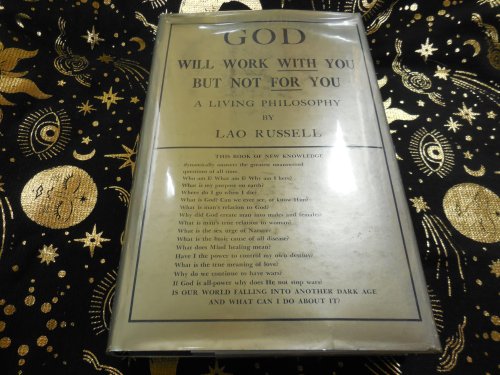 GOD
WILL WORK WITH YOU
BUT NOT FOR YOU
A LIVING PHILOSOPHY
BY
LAO RUSSELL
THIS BOOK OF NEW KNOWLEDGE
dynamically answers the greatest unanswered
questions of all time.
Who am I? What am I? Why am I here?
What is my purpose on earth?
Where do I go when I die?
What is God? Can we ever see, or know Him?
What is man's relation to God?
Why did God create man into males and females?
What is man's true relation to woman?
What is the sex urge of Nature?
What is the basic cause of all disease?
What does Mind healing mean?
Have I the power to control my own destiny?
What is the true meaning of love?
Why do we continue to have wars?
If God is all-power why does He not stop wars?
IS OUR WORLD FALLING INTO ANOTHER DARK AGE
AND WHAT CAN I DO ABOUT IT?